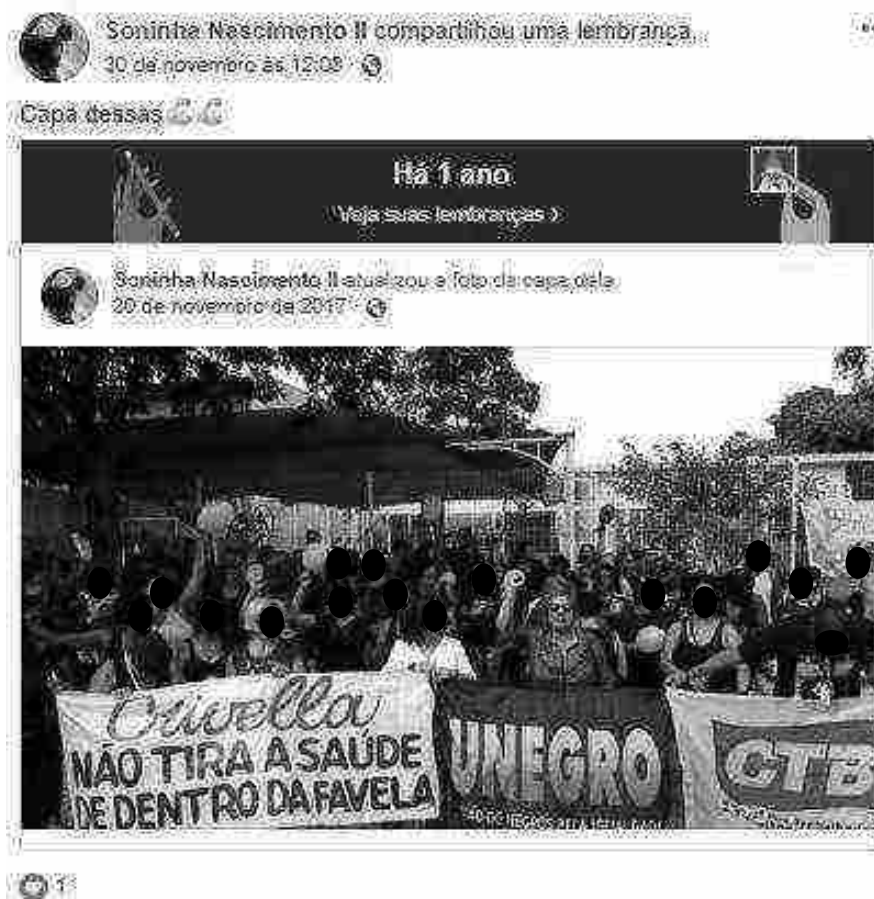 Soninha Nascimento II compartilhou uma lembrança.
20 de novembro às 12:08
Capa dessas
Há 1 ano
Veja suas lembranças >
Soninha Nascimento II atualizou a foto da capa dela.
20 de novembro de 2017
Crivella
NÃO TIRA A SAÚDE
DE DENTRO DA FAVELA
UNEGRO
CTB
1